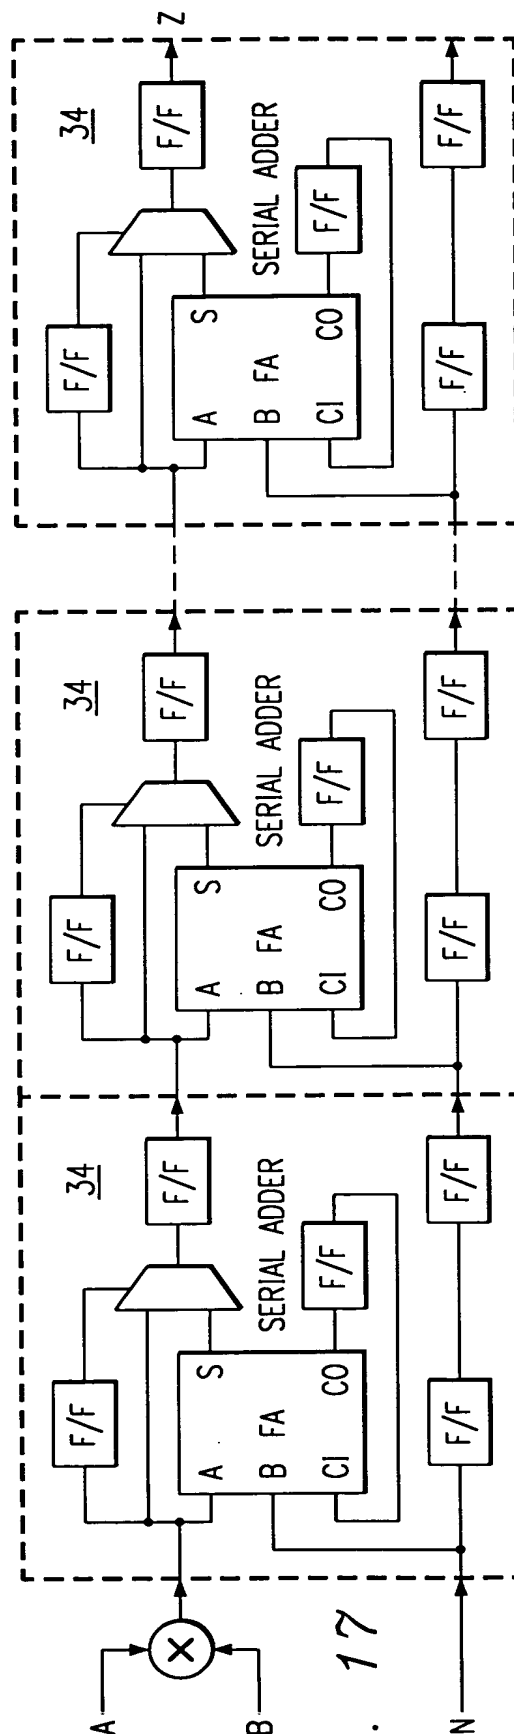 A
X
B
N
. 17
34
F/F
F/F
SERIAL ADDER
A S
B FA
CI CO
F/F
F/F
F/F
34
F/F
F/F
SERIAL ADDER
A S
B FA
CI CO
F/F
F/F
F/F
34
F/F
F/F
SERIAL ADDER
A S
B FA
CI CO
F/F
F/F
F/F
Z